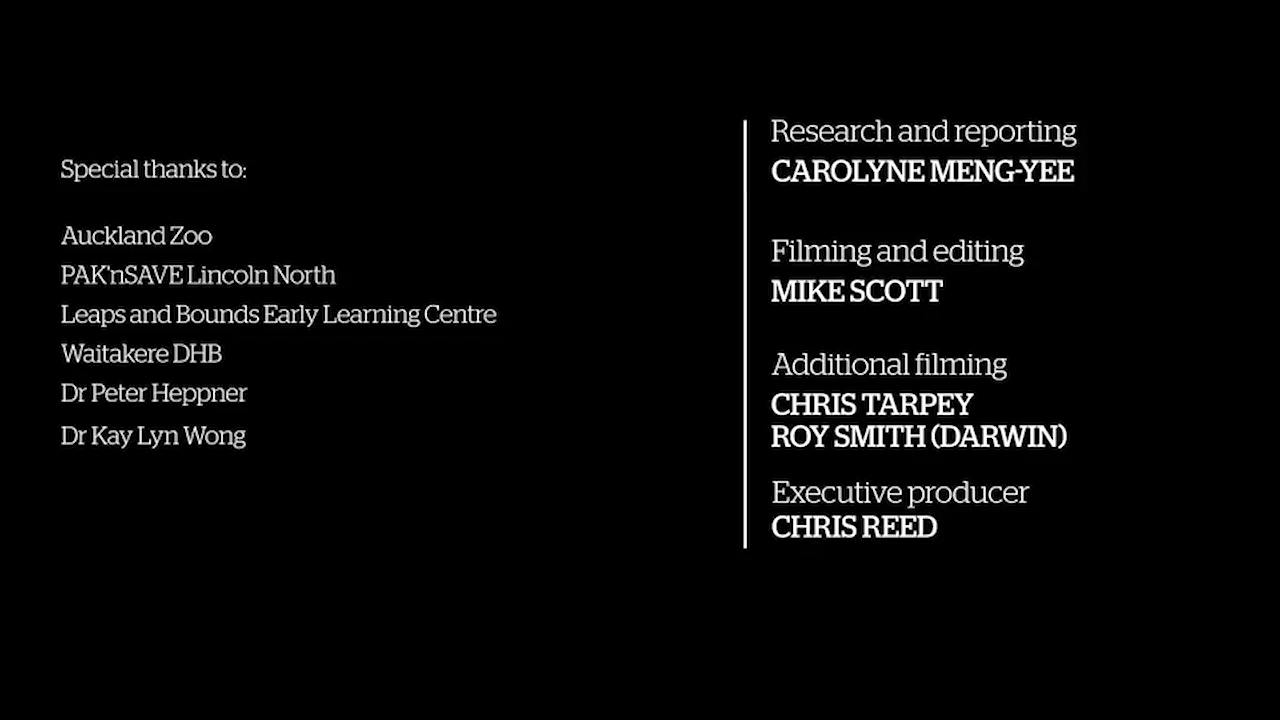 Special thanks to:
Auckland Zoo
PAK'nSAVE Lincoln North
Leaps and Bounds Early Learning Centre
Waitakere DHB
Dr Peter Heppner
Dr Kay Lyn Wong
Research and reporting
CAROLYNE MENG-YEE
Filming and editing
MIKE SCOTT
Additional filming
CHRIS TARPEY
ROY SMITH (DARWIN)
Executive producer
CHRIS REED